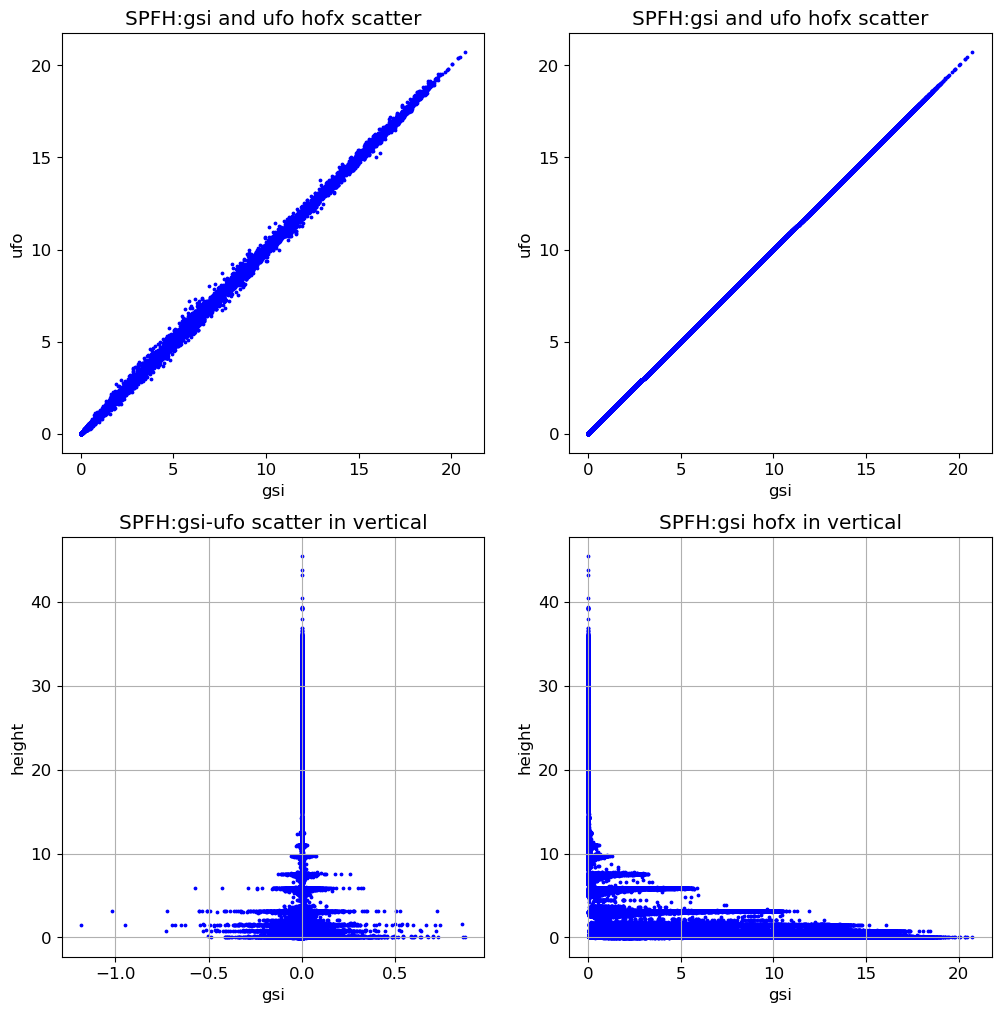 SPFH:gsi and ufo hofx scatter
20
15
10
5
0
ufo
0 5 10 15 20
gsi
SPFH:gsi and ufo hofx scatter
20
15
10
5
0
ufo
0 5 10 15 20
gsi
SPFH:gsi-ufo scatter in vertical
40
30
20
10
0
height
−1.0 −0.5 0.0 0.5
gsi
SPFH:gsi hofx in vertical
40
30
20
10
0
height
0 5 10 15 20
gsi